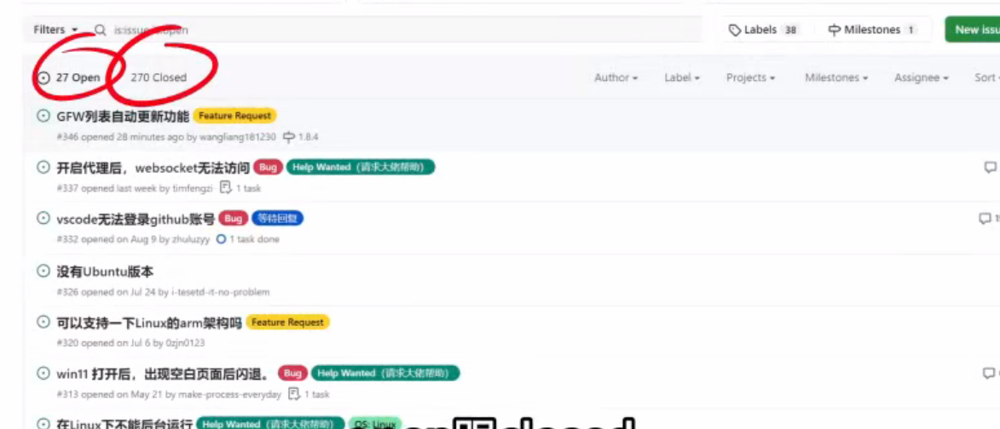 Filters is:issue is:open Labels 38 Milestones 1 New issu
27 Open 270 Closed Author Label Projects Milestones Assignee Sort
GFW列表自动更新功能 Feature Request
#346 opened 28 minutes ago by wangliang181230 1.8.4
开启代理后，websocket无法访问 Bug Help Wanted（请求大佬帮助）
#337 opened last week by timfengzi 1 task
vscode无法登录github账号 Bug 等待回复
#332 opened on Aug 9 by zhuluzyy 1 task done
没有Ubuntu版本
#326 opened on Jul 24 by i-tesetd-it-no-problem
可以支持一下Linux的arm架构吗 Feature Request
#320 opened on Jul 6 by 0zjn0123
win11 打开后，出现空白页面后闪退。 Bug Help Wanted（请求大佬帮助）
#313 opened on May 21 by make-process-everyday 1 task
在Linux下不能后台运行 Help Wanted（请求大佬帮助） OS: Linux